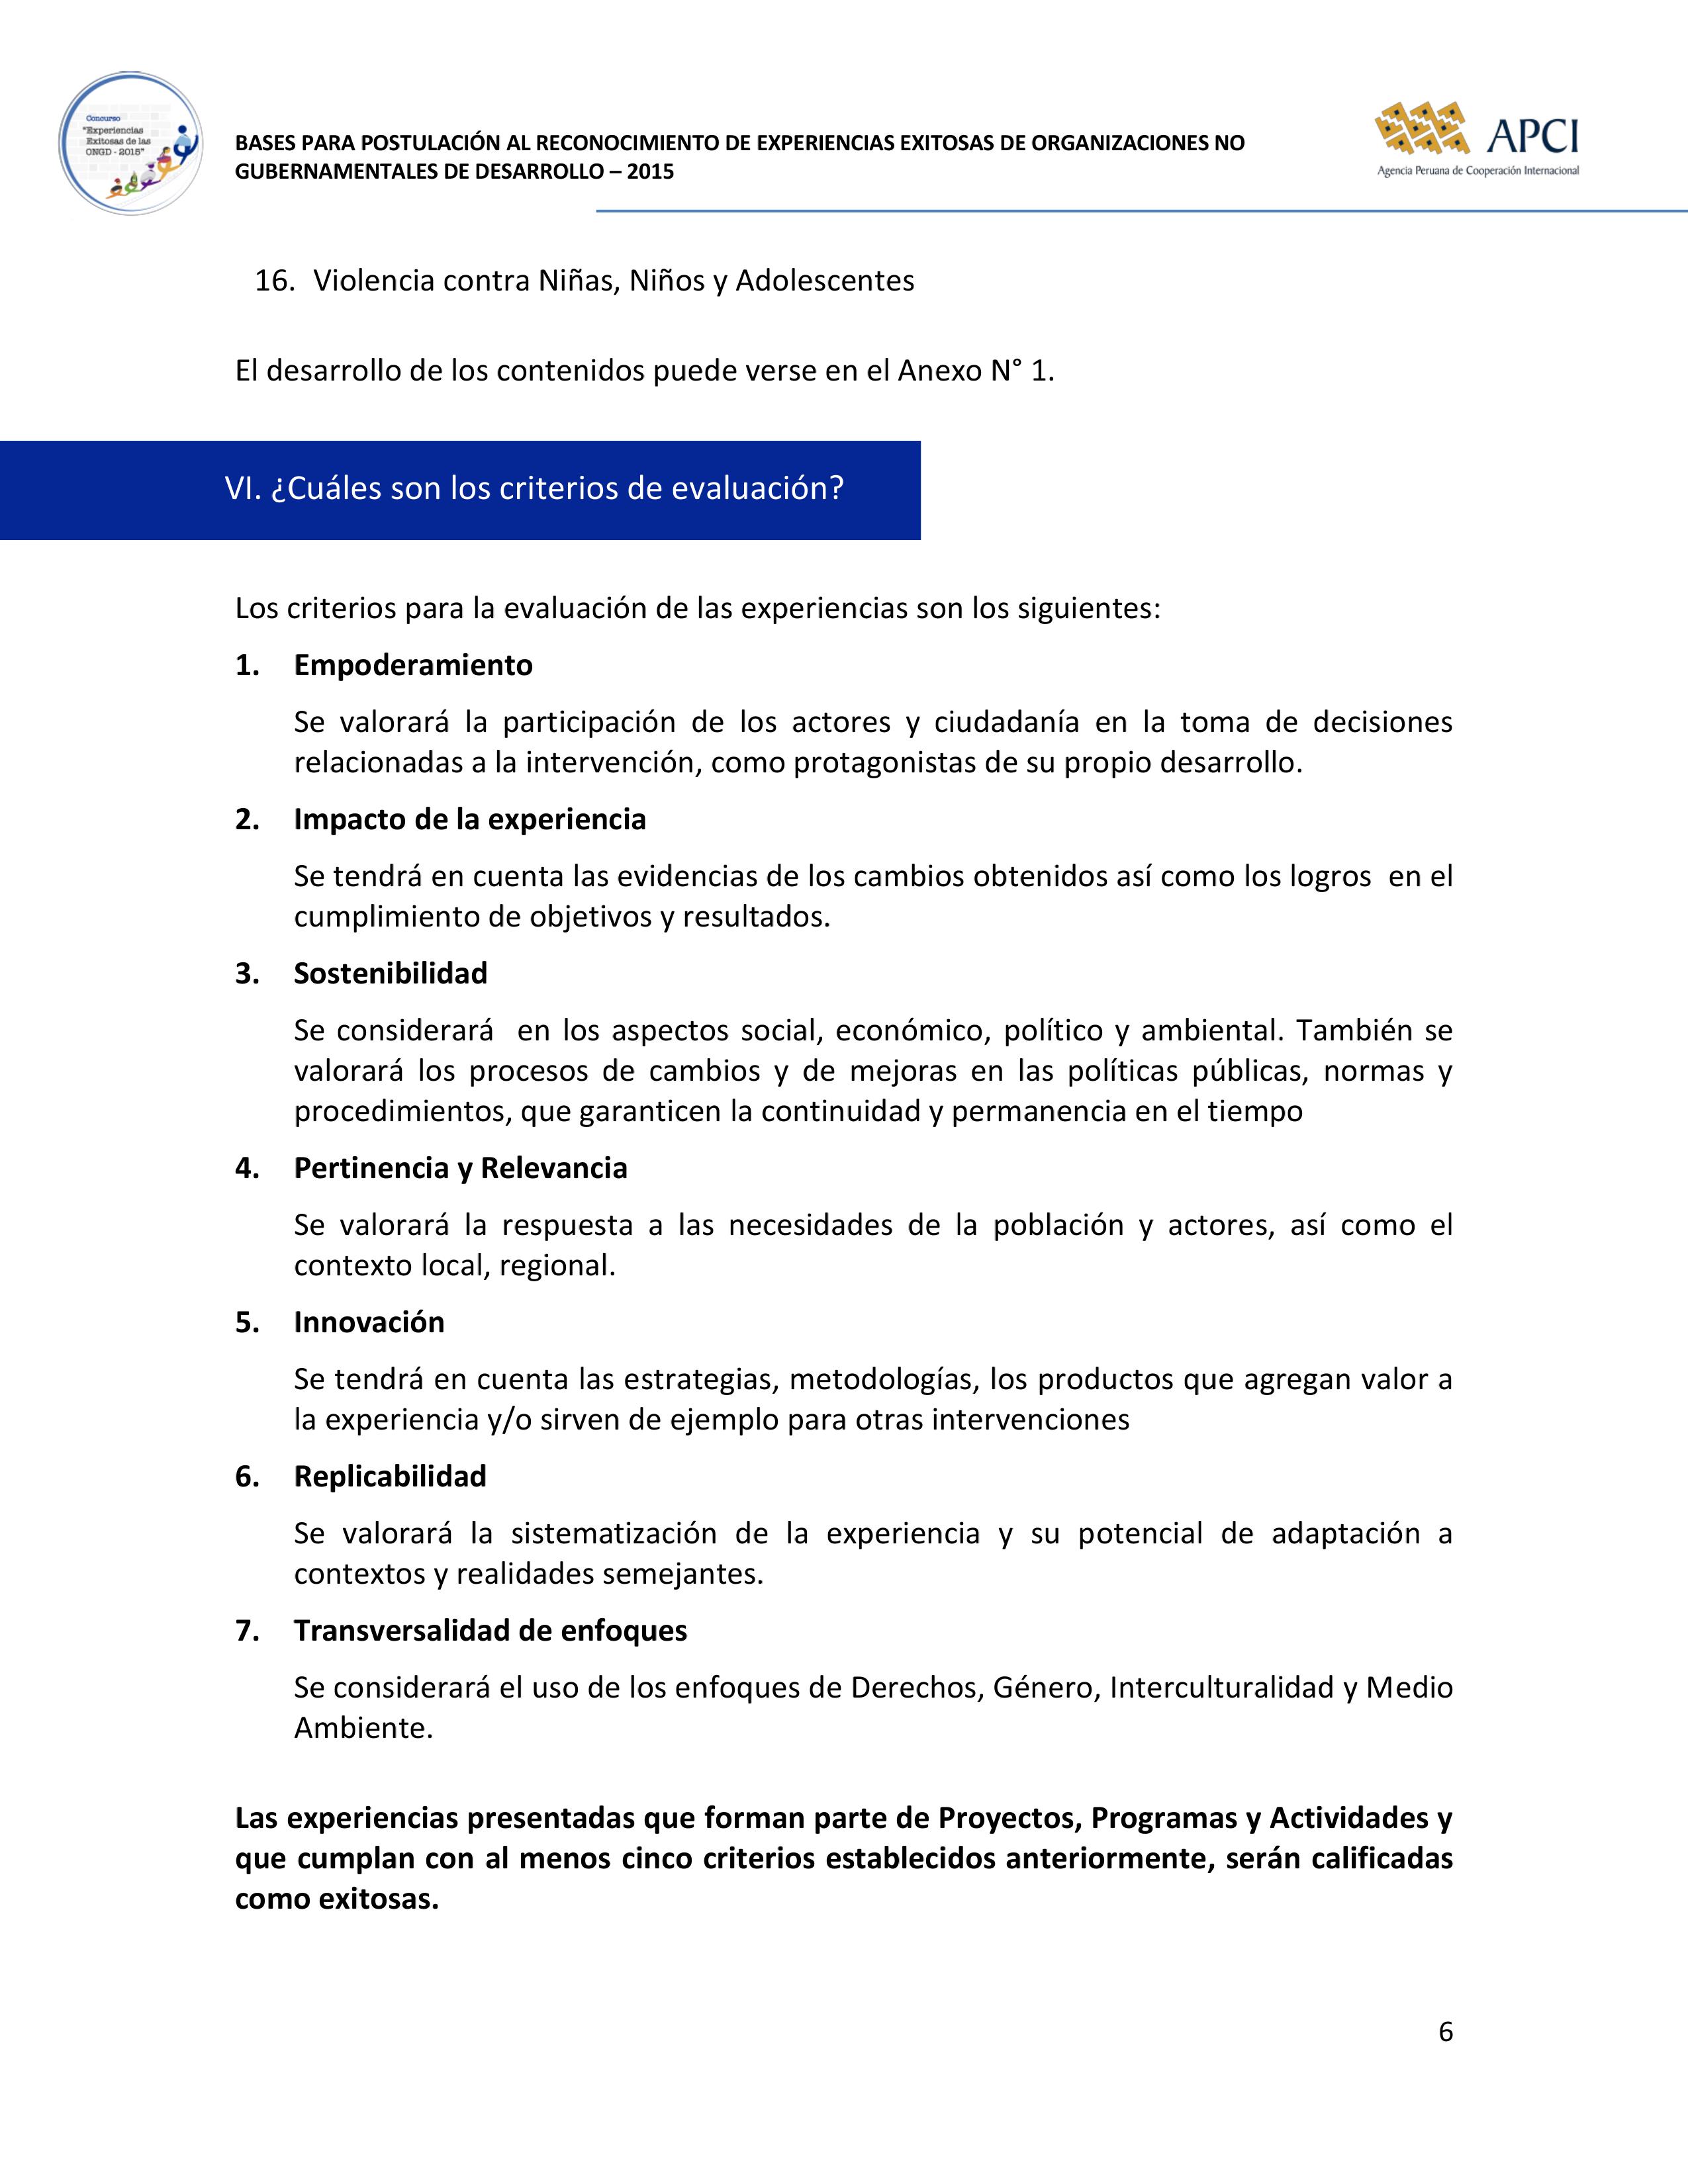 Concurso
"Experiencias
Exitosas de las
ONGD - 2015"
BASES PARA POSTULACIÓN AL RECONOCIMIENTO DE EXPERIENCIAS EXITOSAS DE ORGANIZACIONES NO
GUBERNAMENTALES DE DESARROLLO – 2015
APCI
Agencia Peruana de Cooperación Internacional
16. Violencia contra Niñas, Niños y Adolescentes
El desarrollo de los contenidos puede verse en el Anexo N° 1.
VI. ¿Cuáles son los criterios de evaluación?
Los criterios para la evaluación de las experiencias son los siguientes:
1. Empoderamiento
Se valorará la participación de los actores y ciudadanía en la toma de decisiones
relacionadas a la intervención, como protagonistas de su propio desarrollo.
2. Impacto de la experiencia
Se tendrá en cuenta las evidencias de los cambios obtenidos así como los logros en el
cumplimiento de objetivos y resultados.
3. Sostenibilidad
Se considerará en los aspectos social, económico, político y ambiental. También se
valorará los procesos de cambios y de mejoras en las políticas públicas, normas y
procedimientos, que garanticen la continuidad y permanencia en el tiempo
4. Pertinencia y Relevancia
Se valorará la respuesta a las necesidades de la población y actores, así como el
contexto local, regional.
5. Innovación
Se tendrá en cuenta las estrategias, metodologías, los productos que agregan valor a
la experiencia y/o sirven de ejemplo para otras intervenciones
6. Replicabilidad
Se valorará la sistematización de la experiencia y su potencial de adaptación a
contextos y realidades semejantes.
7. Transversalidad de enfoques
Se considerará el uso de los enfoques de Derechos, Género, Interculturalidad y Medio
Ambiente.
Las experiencias presentadas que forman parte de Proyectos, Programas y Actividades y
que cumplan con al menos cinco criterios establecidos anteriormente, serán calificadas
como exitosas.
6